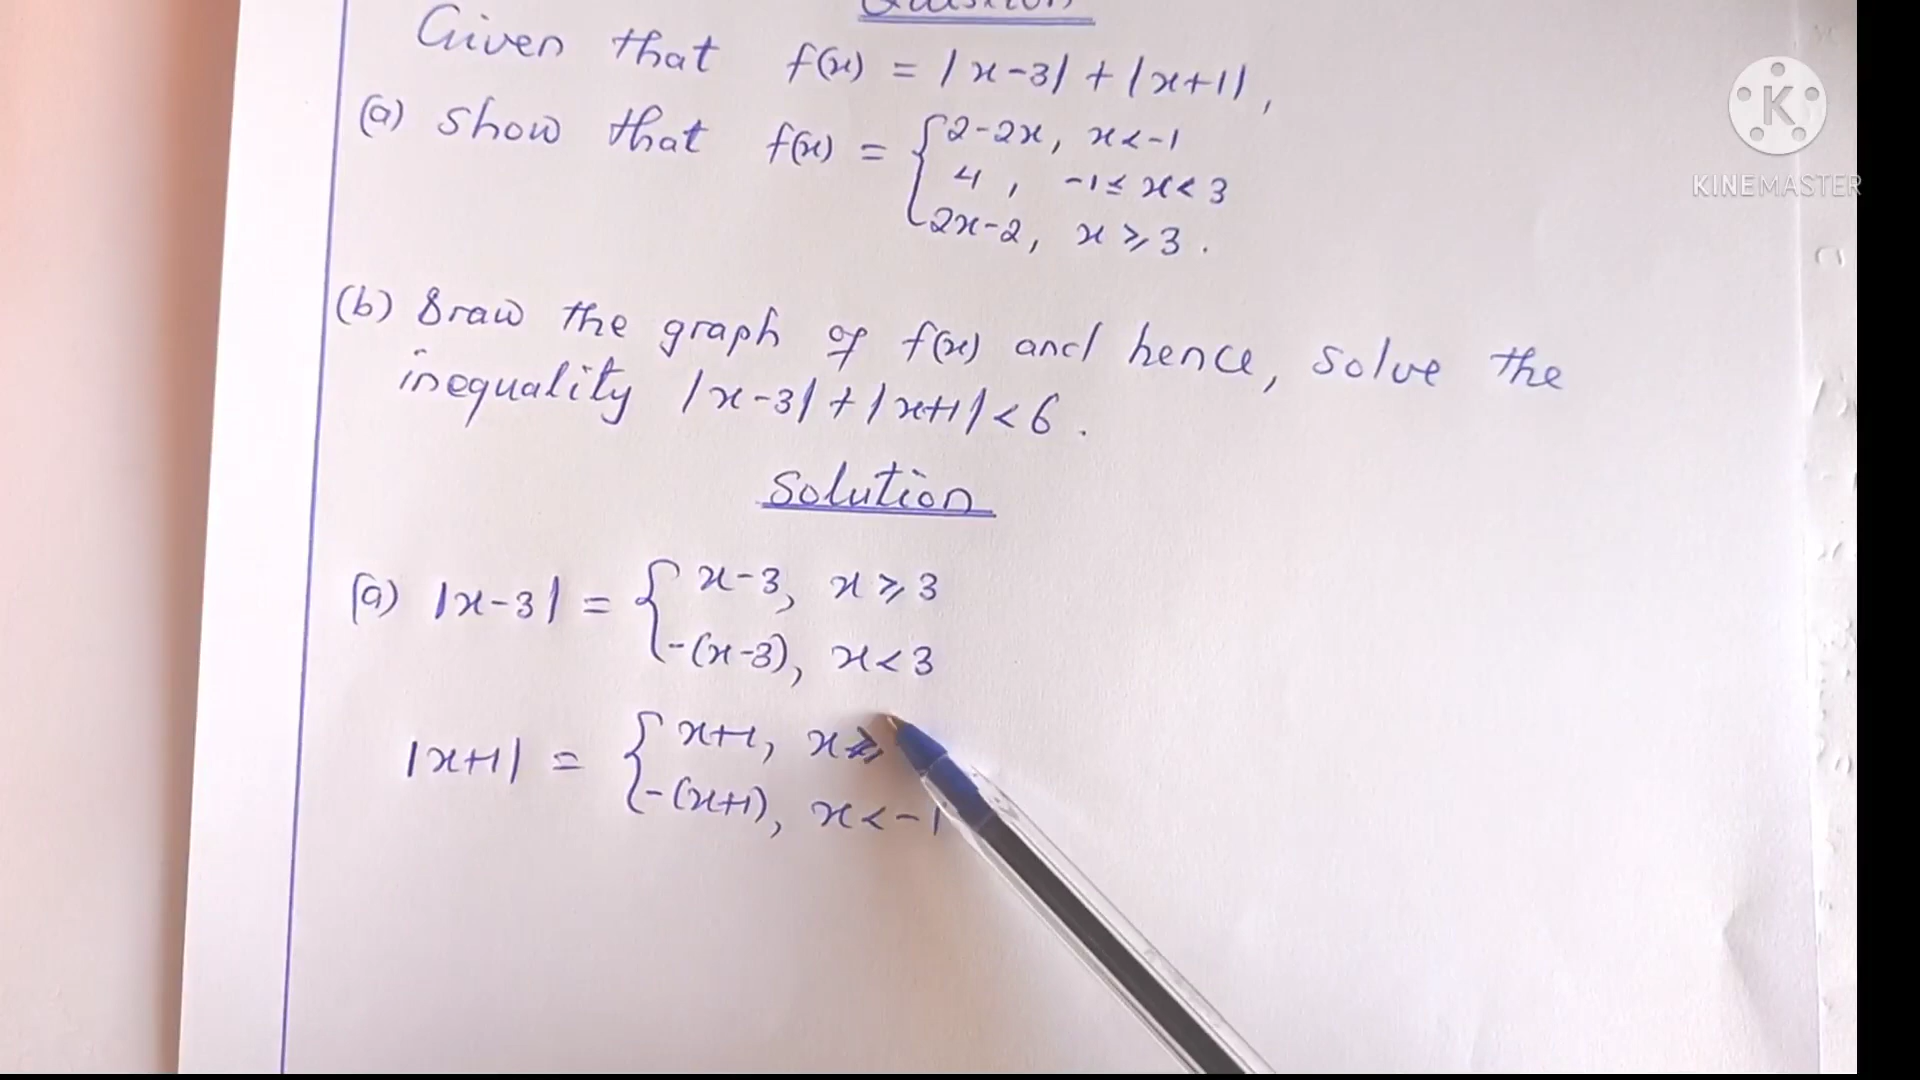 Question
Given that f(x) = |x-3| + |x+1|,
(a) show that f(x) = { 2-2x, x < -1
4, -1 ≤ x < 3
2x-2, x ≥ 3.
(b) Draw the graph of f(x) and hence, solve the
inequality |x-3| + |x+1| < 6.
Solution
(a) |x-3| = { x-3, x ≥ 3
-(x-3), x < 3
|x+1| = { x+1, x ≥
-(x+1), x < -1
KINEMASTER
K